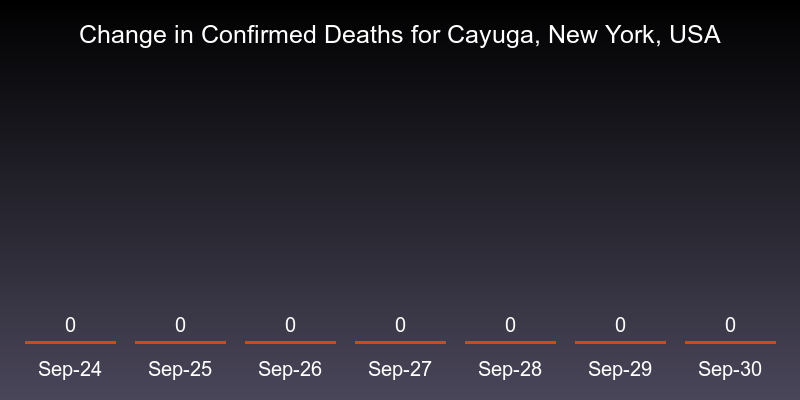 Change in Confirmed Deaths for Cayuga, New York, USA
0 0 0 0 0 0 0
Sep-24 Sep-25 Sep-26 Sep-27 Sep-28 Sep-29 Sep-30